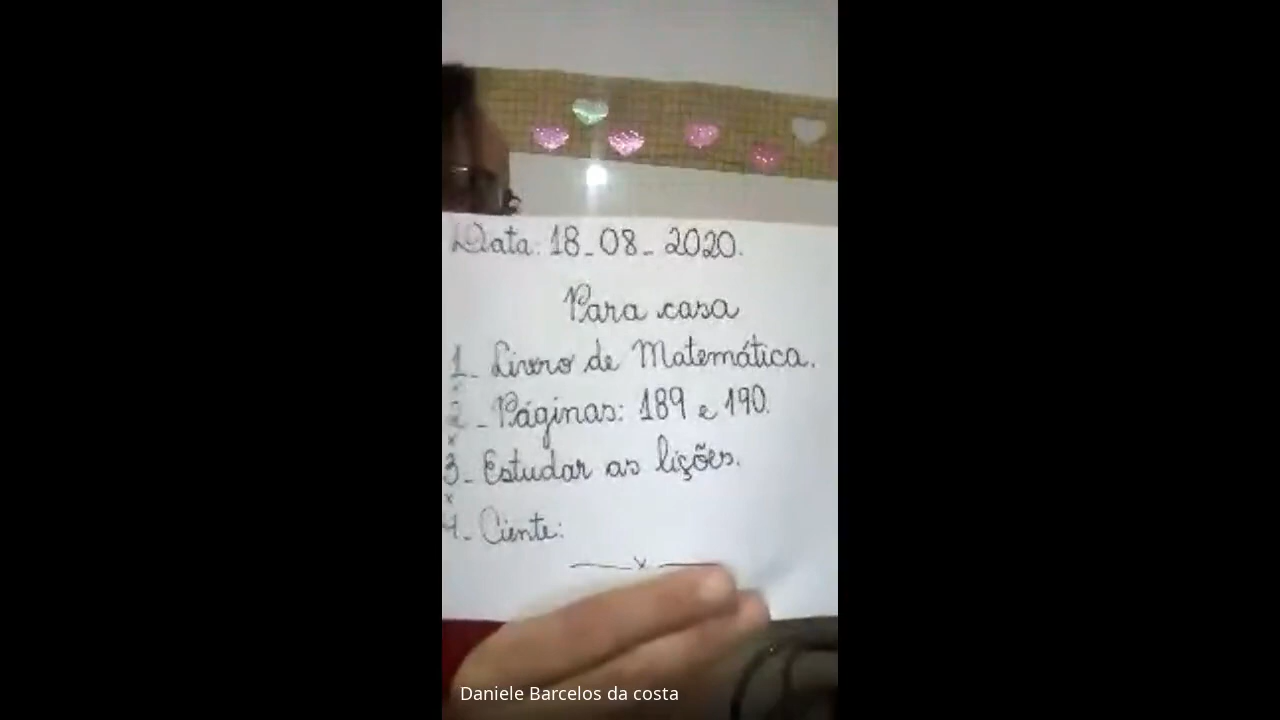 Data: 18-08-2020.
Para casa
1- Livro de Matemática.
2- Páginas: 189 e 190.
3- Estudar as lições.
4- Ciente:
x
Daniele Barcelos da costa